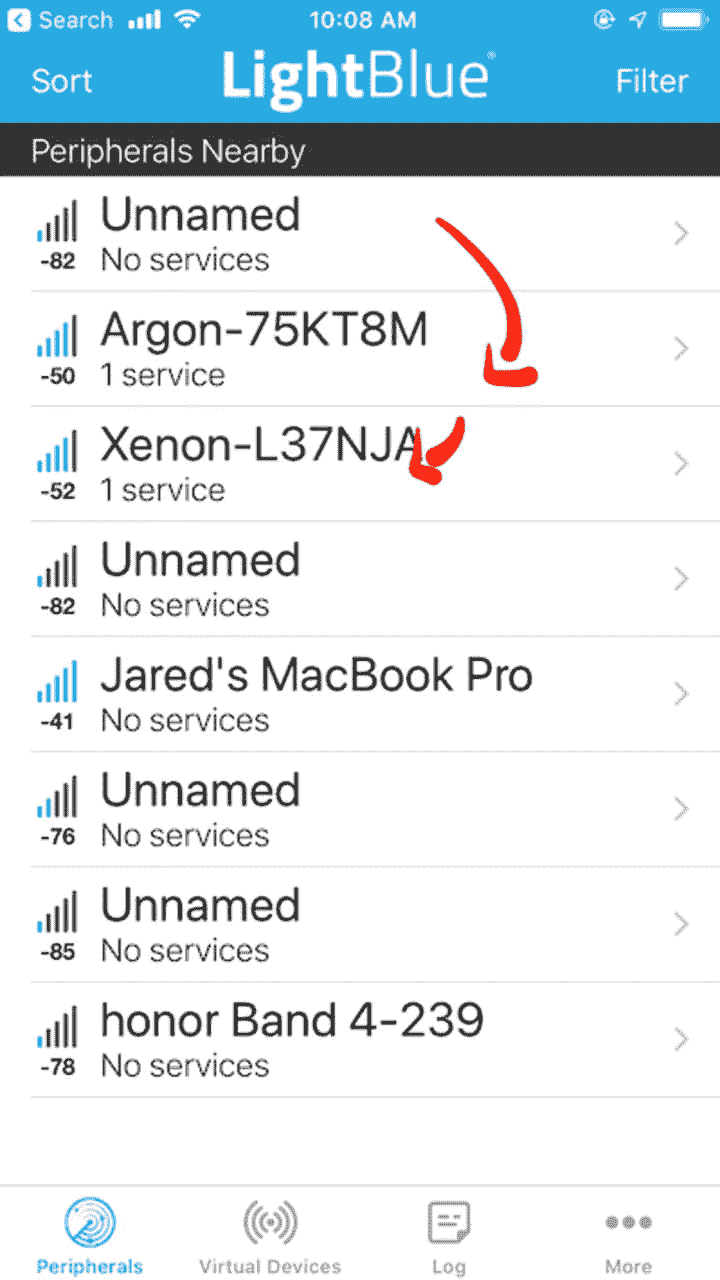 Search 10:08 AM
Sort LightBlue® Filter
Peripherals Nearby
Unnamed
-82 No services
Argon-75KT8M
-50 1 service
Xenon-L37NJA
-52 1 service
Unnamed
-82 No services
Jared's MacBook Pro
-41 No services
Unnamed
-76 No services
Unnamed
-85 No services
honor Band 4-239
-78 No services
Peripherals Virtual Devices Log More